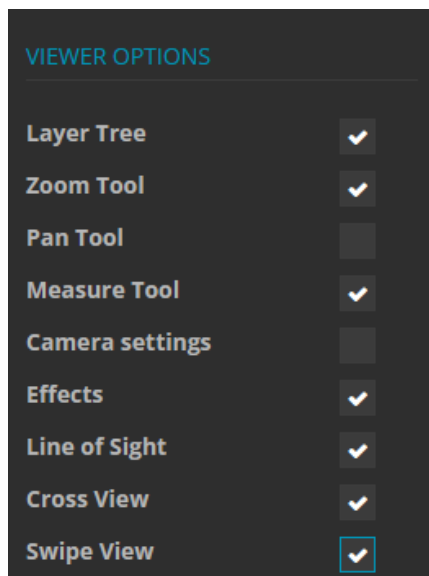 VIEWER OPTIONS
Layer Tree
Zoom Tool
Pan Tool
Measure Tool
Camera settings
Effects
Line of Sight
Cross View
Swipe View